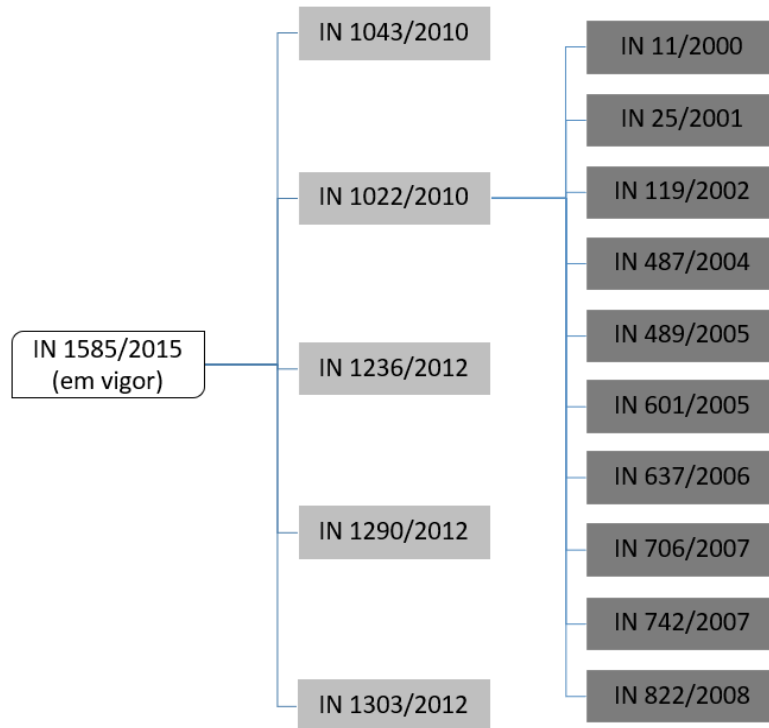 IN 1585/2015
(em vigor)
IN 1043/2010
IN 1022/2010
IN 1236/2012
IN 1290/2012
IN 1303/2012
IN 11/2000
IN 25/2001
IN 119/2002
IN 487/2004
IN 489/2005
IN 601/2005
IN 637/2006
IN 706/2007
IN 742/2007
IN 822/2008